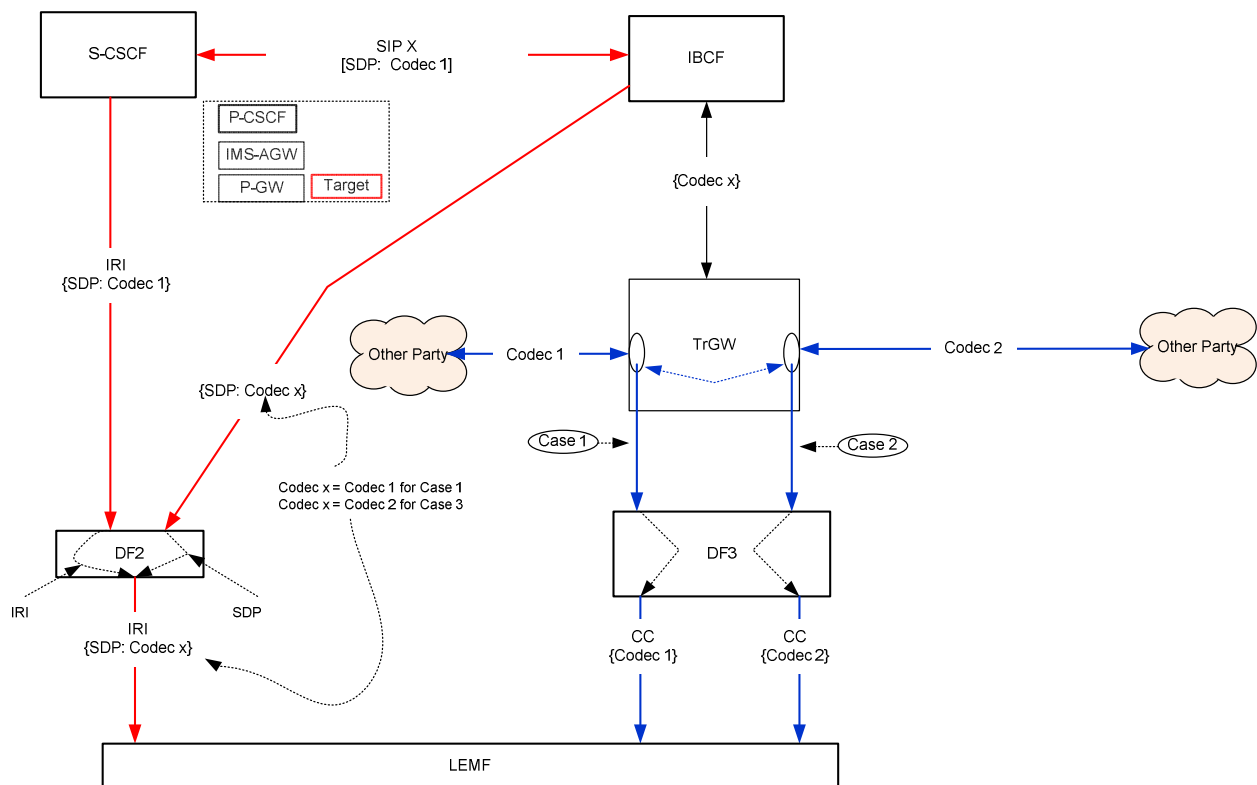 S-CSCF
SIP X
[SDP: Codec 1]
IBCF
P-CSCF
IMS-AGW
P-GW
Target
{Codec x}
IRI
{SDP: Codec 1}
Other Party
Codec 1
TrGW
Codec 2
Other Party
{SDP: Codec x}
Case 1
Case 2
Codec x = Codec 1 for Case 1
Codec x = Codec 2 for Case 3
DF2
DF3
IRI
SDP
IRI
{SDP: Codec x}
CC
{Codec 1}
CC
{Codec 2}
LEMF